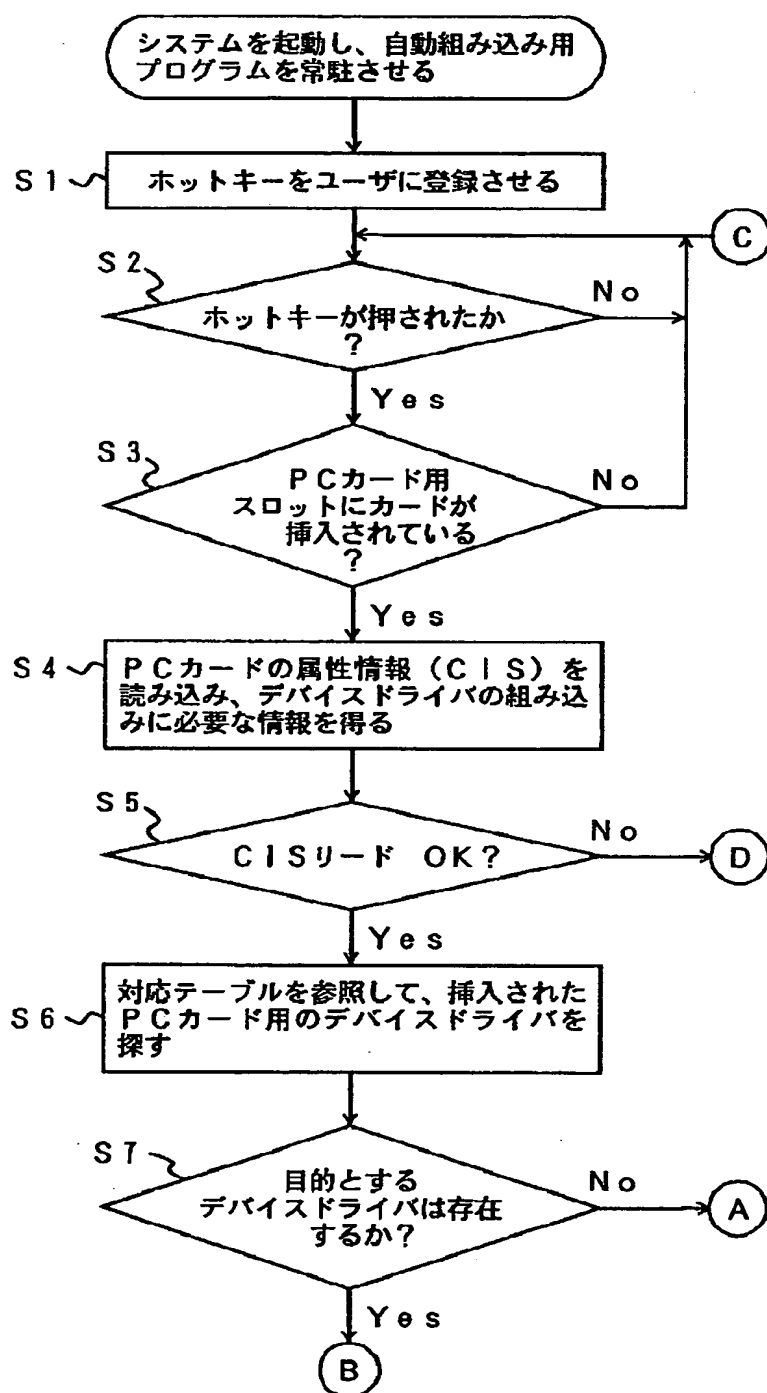 システムを起動し、自動組み込み用
プログラムを常駐させる
S1
ホットキーをユーザに登録させる
C
S2
ホットキーが押されたか
?
No
Yes
S3
PCカード用
スロットにカードが
挿入されている
?
No
Yes
S4
PCカードの属性情報(CIS)を
読み込み、デバイスドライバの組み込
みに必要な情報を得る
S5
CISリード OK?
No
D
Yes
S6
対応テーブルを参照して、挿入された
PCカード用のデバイスドライバを
探す
S7
目的とする
デバイスドライバは存在
するか?
No
A
Yes
B